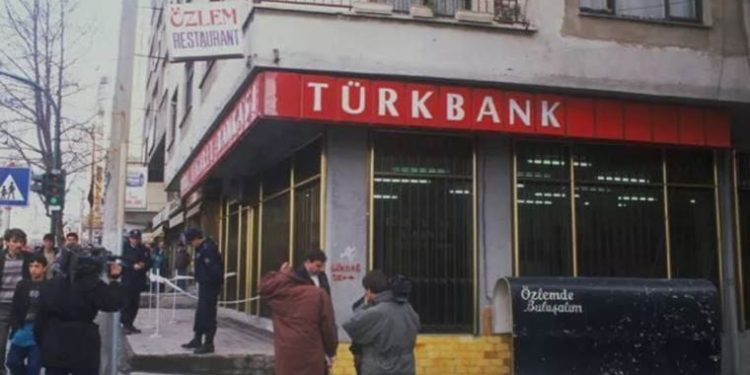 ÖZLEM
RESTAURANT
TÜRKBANK
Özlemde
Buluşalım